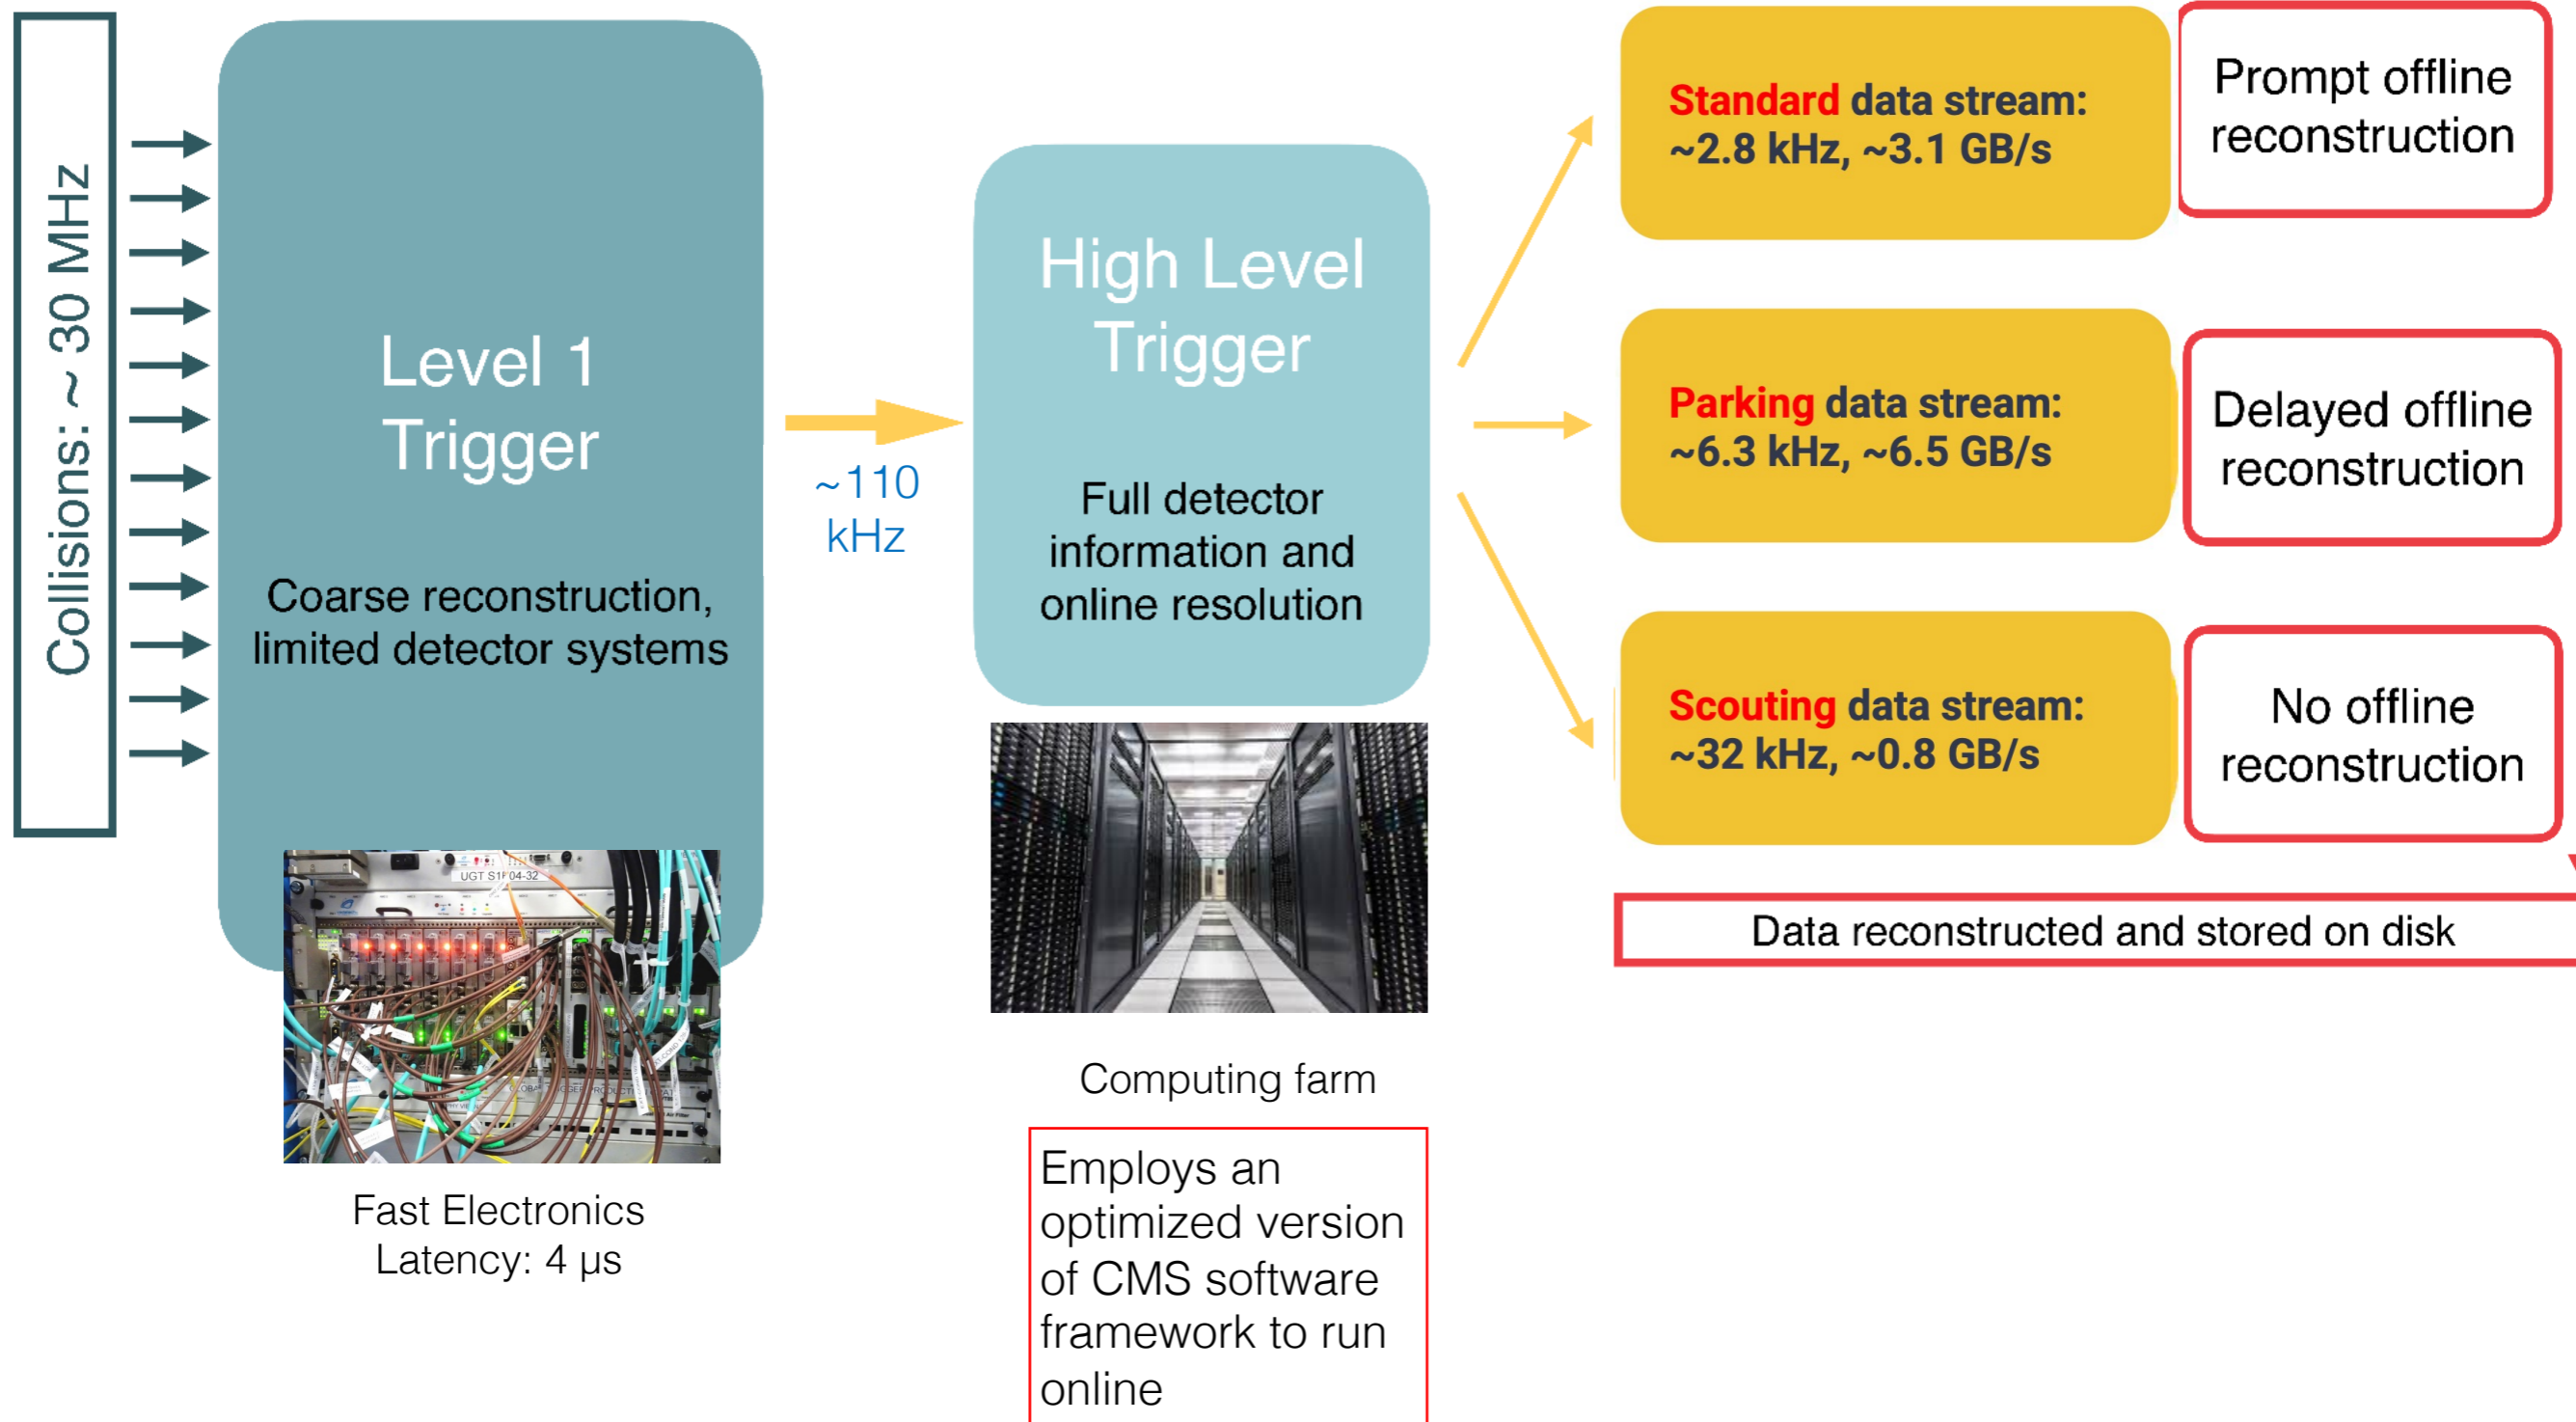 Collisions: ~ 30 MHz
Level 1
Trigger
Coarse reconstruction,
limited detector systems
UGT S1
04-32
Fast Electronics
Latency: 4 µs
~110
kHz
High Level
Trigger
Full detector
information and
online resolution
Computing farm
Employs an
optimized version
of CMS software
framework to run
online
Standard data stream:
~2.8 kHz, ~3.1 GB/s
Prompt offline
reconstruction
Parking data stream:
~6.3 kHz, ~6.5 GB/s
Delayed offline
reconstruction
Scouting data stream:
~32 kHz, ~0.8 GB/s
No offline
reconstruction
Data reconstructed and stored on disk